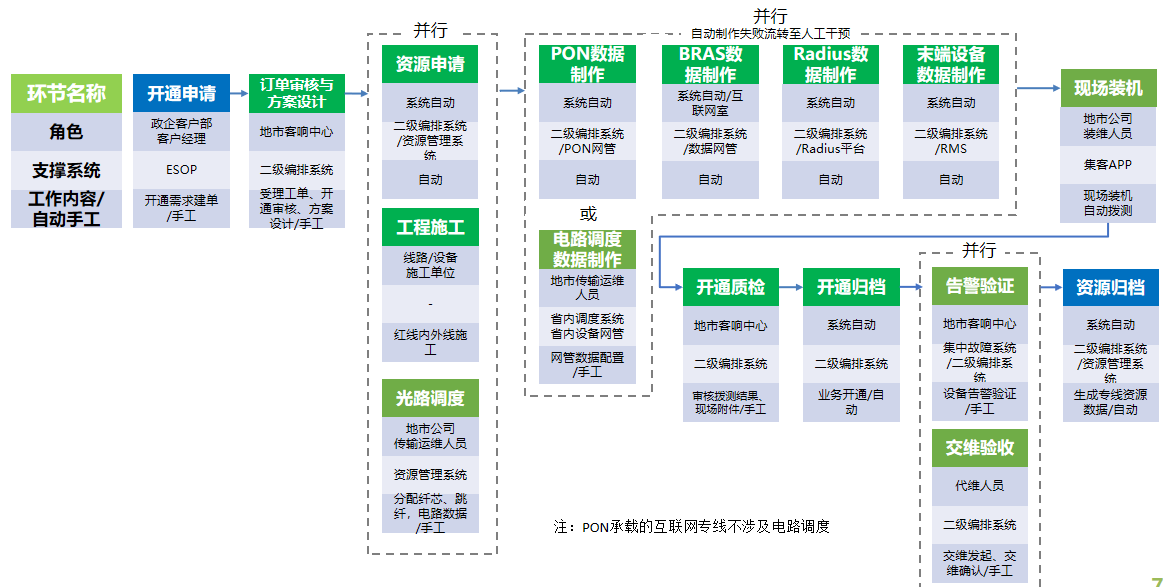 环节名称
角色
支撑系统
工作内容/
自动手工
开通申请
政企客户部
客户经理
ESOP
开通需求建单
/手工
订单审核与
方案设计
地市客响中心
二级编排系统
受理工单、开
通审核、方案
设计/手工
并行
资源申请
系统自动
二级编排系统
/资源管理系
统
自动
工程施工
线路/设备
施工单位
-
红线内外线施
工
光路调度
地市公司
传输运维人员
资源管理系统
分配纤芯、跳
纤，电路数据
/手工
并行
自动制作失败流转至人工干预
PON数据
制作
系统自动
二级编排系统
/PON网管
自动
BRAS数
据制作
系统自动/互
联网室
二级编排系统
/数据网管
自动
Radius数
据制作
系统自动
二级编排系统
/Radius平台
自动
末端设备
数据制作
系统自动
二级编排系统
/RMS
自动
或
电路调度
数据制作
地市传输运维
人员
省内调度系统
省内设备网管
网管数据配置
/手工
现场装机
地市公司
装维人员
集客APP
现场装机
自动拨测
开通质检
地市客响中心
二级编排系统
审核拨测结果、
现场附件/手工
开通归档
系统自动
二级编排系统
业务开通/自
动
并行
告警验证
地市客响中心
集中故障系统
/二级编排系
统
设备告警验证
/手工
交维验收
代维人员
二级编排系统
交维发起、交
维确认/手工
资源归档
系统自动
二级编排系统
/资源管理系
统
生成专线资源
数据/自动
注：PON承载的互联网专线不涉及电路调度
7